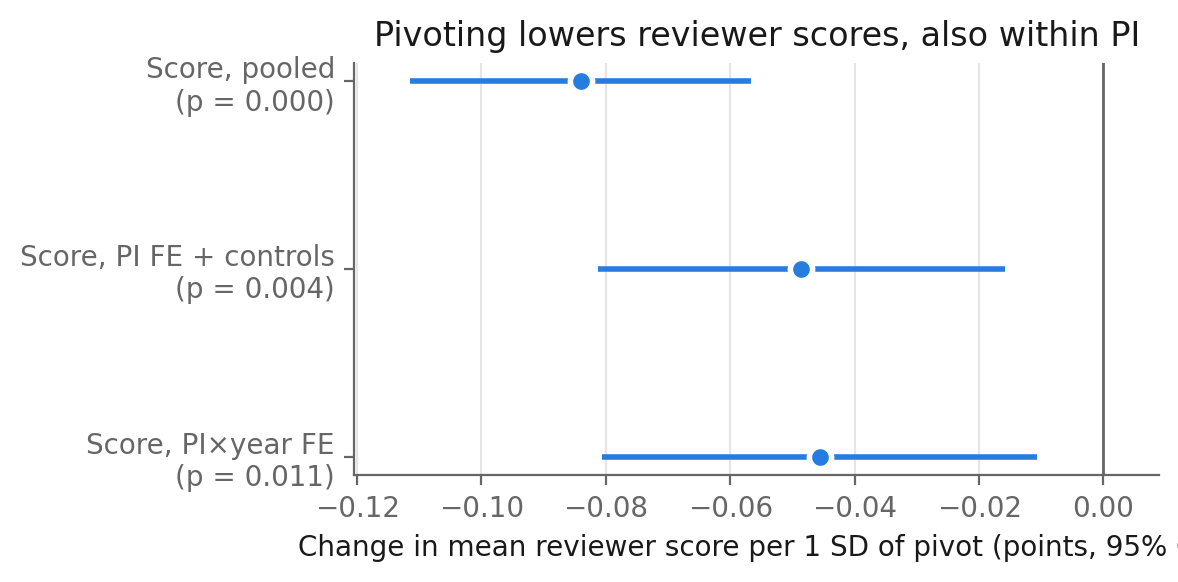 Pivoting lowers reviewer scores, also within PI
Score, pooled
(p = 0.000)
Score, PI FE + controls
(p = 0.004)
Score, PI×year FE
(p = 0.011)
−0.12 −0.10 −0.08 −0.06 −0.04 −0.02 0.00
Change in mean reviewer score per 1 SD of pivot (points, 95%